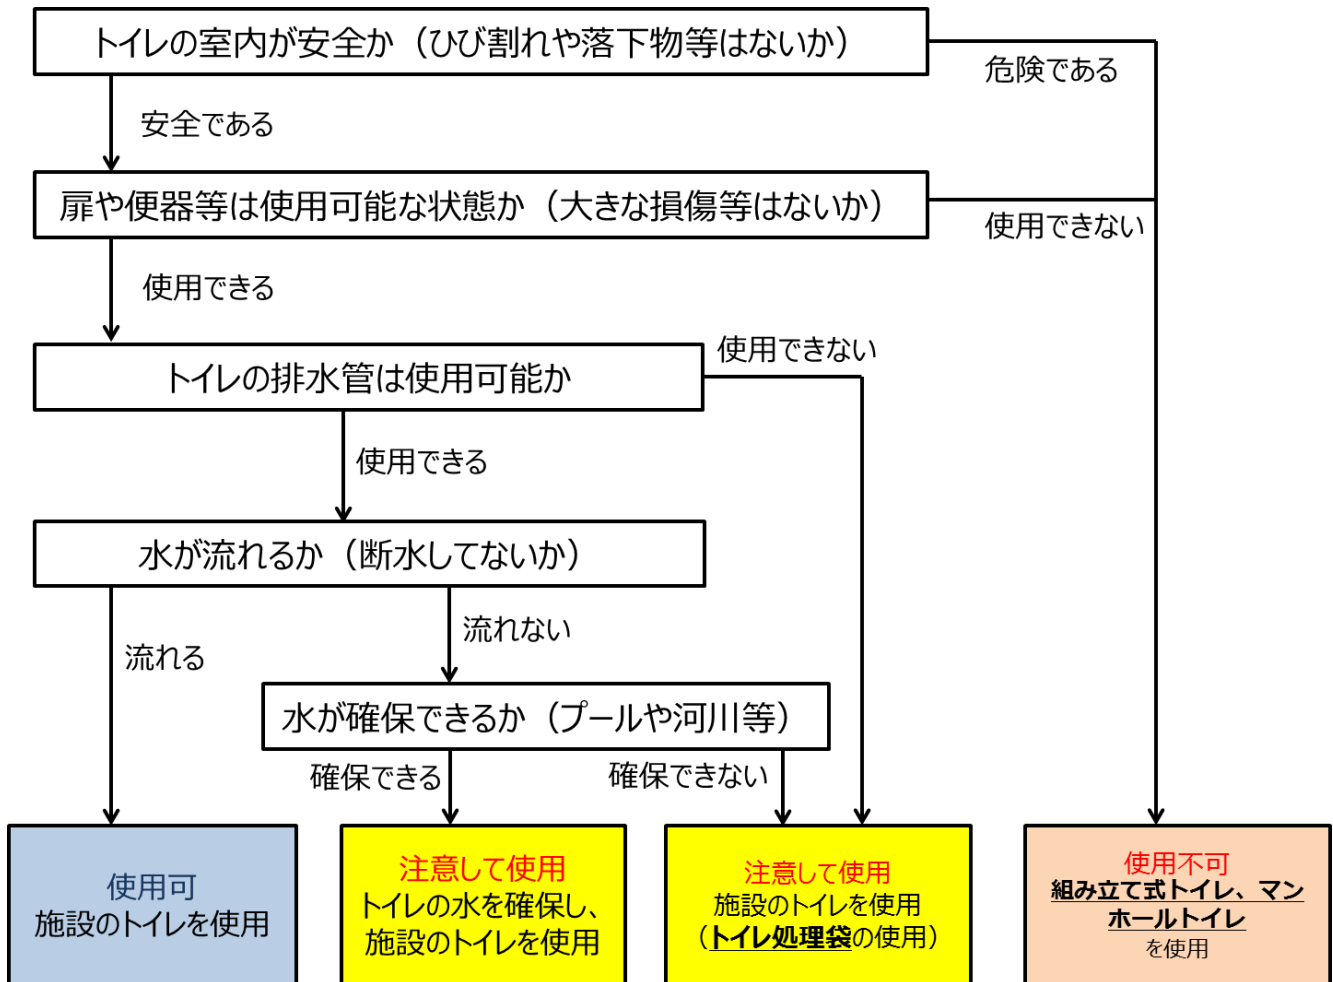 トイレの室内が安全か（ひび割れや落下物等はないか）
危険である
安全である
扉や便器等は使用可能な状態か（大きな損傷等はないか）
使用できない
使用できる
トイレの排水管は使用可能か
使用できない
使用できる
水が流れるか（断水してないか）
流れない
流れる
水が確保できるか（プールや河川等）
確保できる
確保できない
使用可
施設のトイレを使用
注意して使用
トイレの水を確保し、
施設のトイレを使用
注意して使用
施設のトイレを使用
（トイレ処理袋の使用）
使用不可
組み立て式トイレ、マン
ホールトイレ
を使用